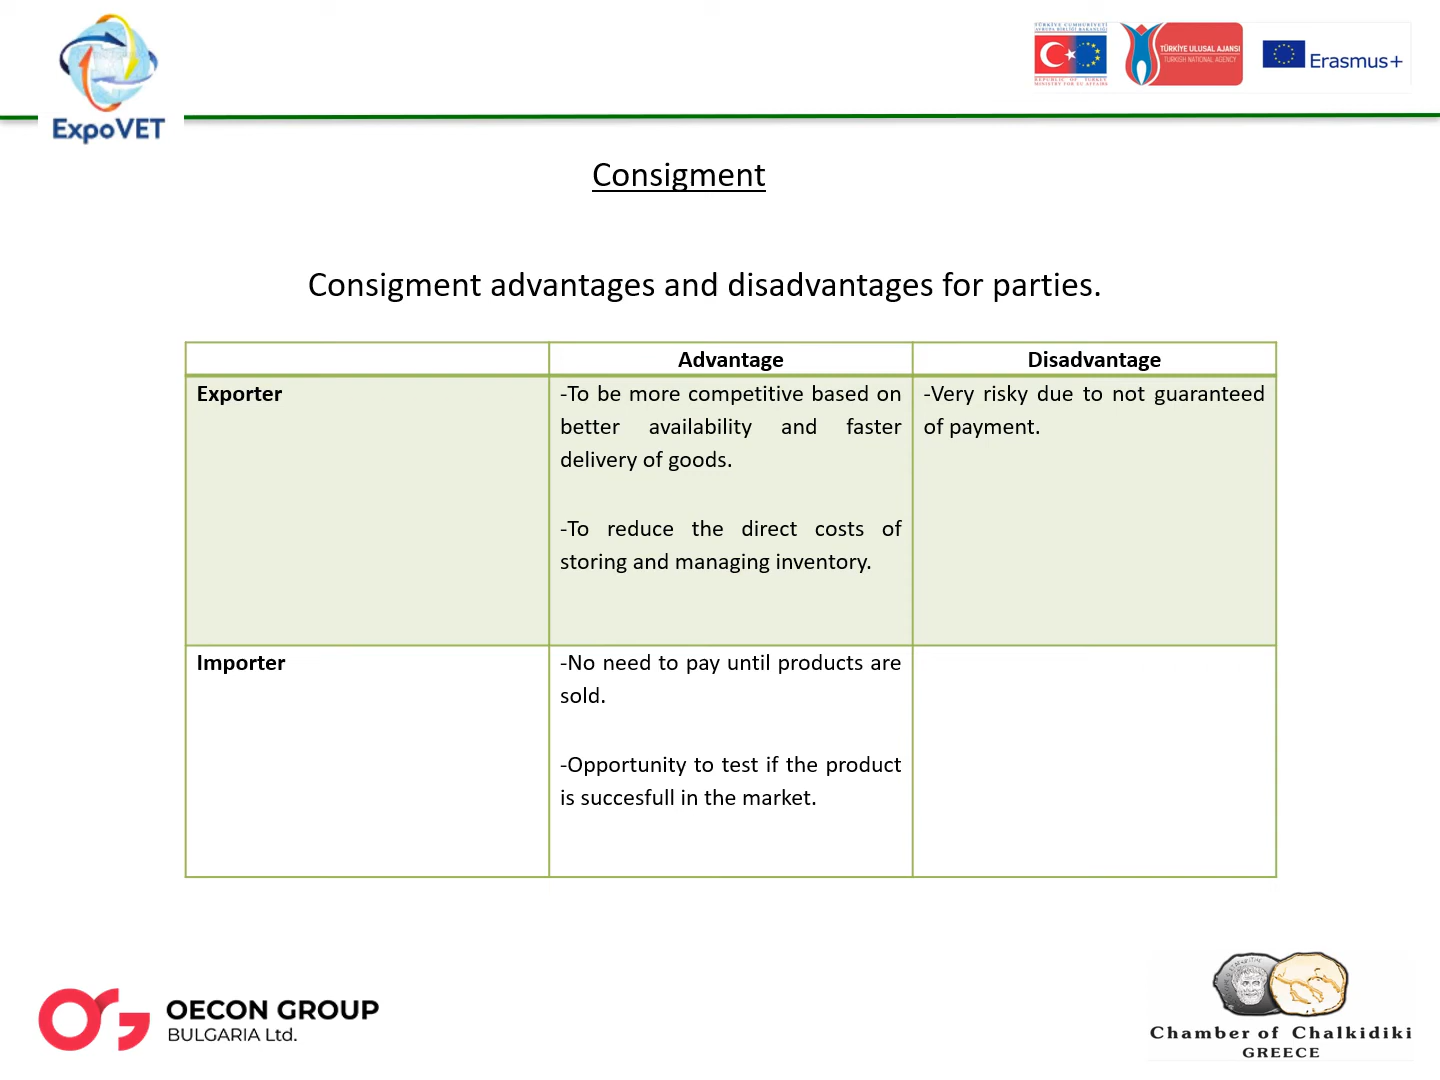 TÜRKİYE CUMHURİYETİ
AVRUPA BİRLİĞİ BAKANLIĞI
REPUBLIC OF TURKEY
MINISTRY FOR EU AFFAIRS
TÜRKİYE ULUSAL AJANSI
TURKISH NATIONAL AGENCY
Erasmus+
ExpoVET
Consigment
Consigment advantages and disadvantages for parties.
Advantage
Disadvantage
Exporter
-To be more competitive based on
better availability and faster
delivery of goods.
-To reduce the direct costs of
storing and managing inventory.
-Very risky due to not guaranteed
of payment.
Importer
-No need to pay until products are
sold.
-Opportunity to test if the product
is succesfull in the market.
OECON GROUP
BULGARIA Ltd.
Chamber of Chalkidiki
GREECE